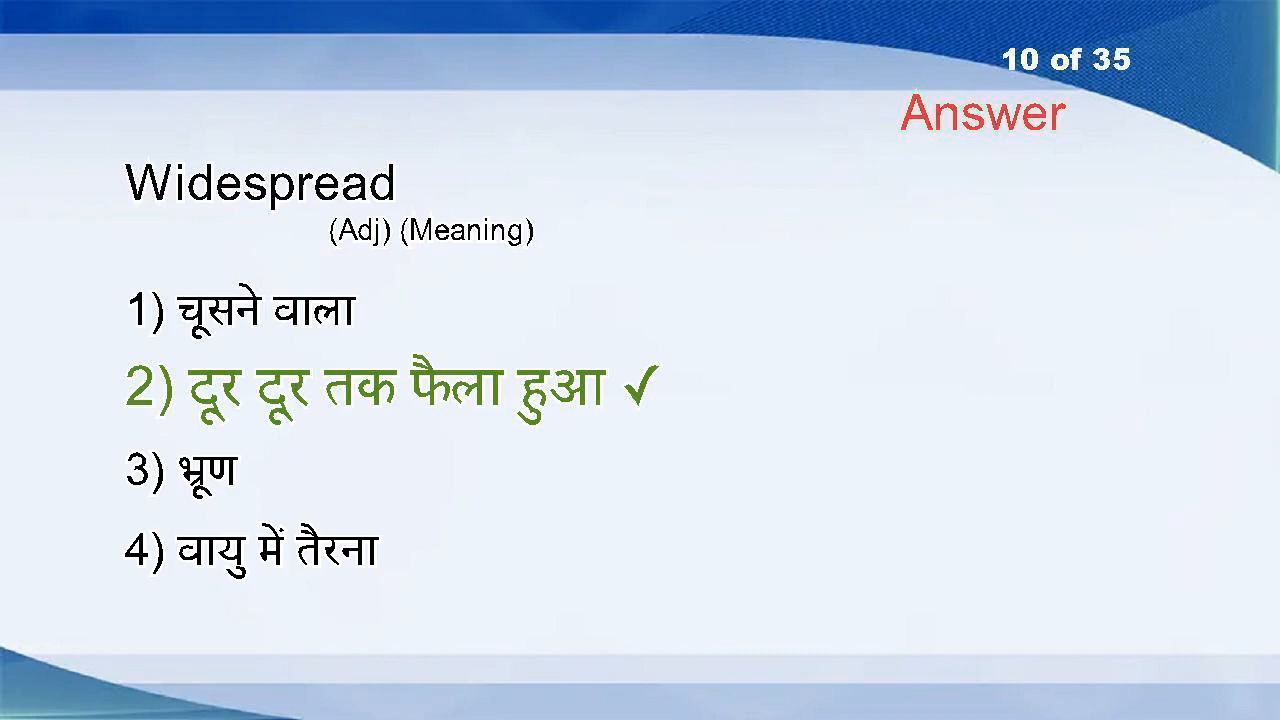 10 of 35
Answer
Widespread
(Adj) (Meaning)
1) चूसने वाला
2) दूर दूर तक फैला हुआ ✓
3) भ्रूण
4) वायु में तैरना